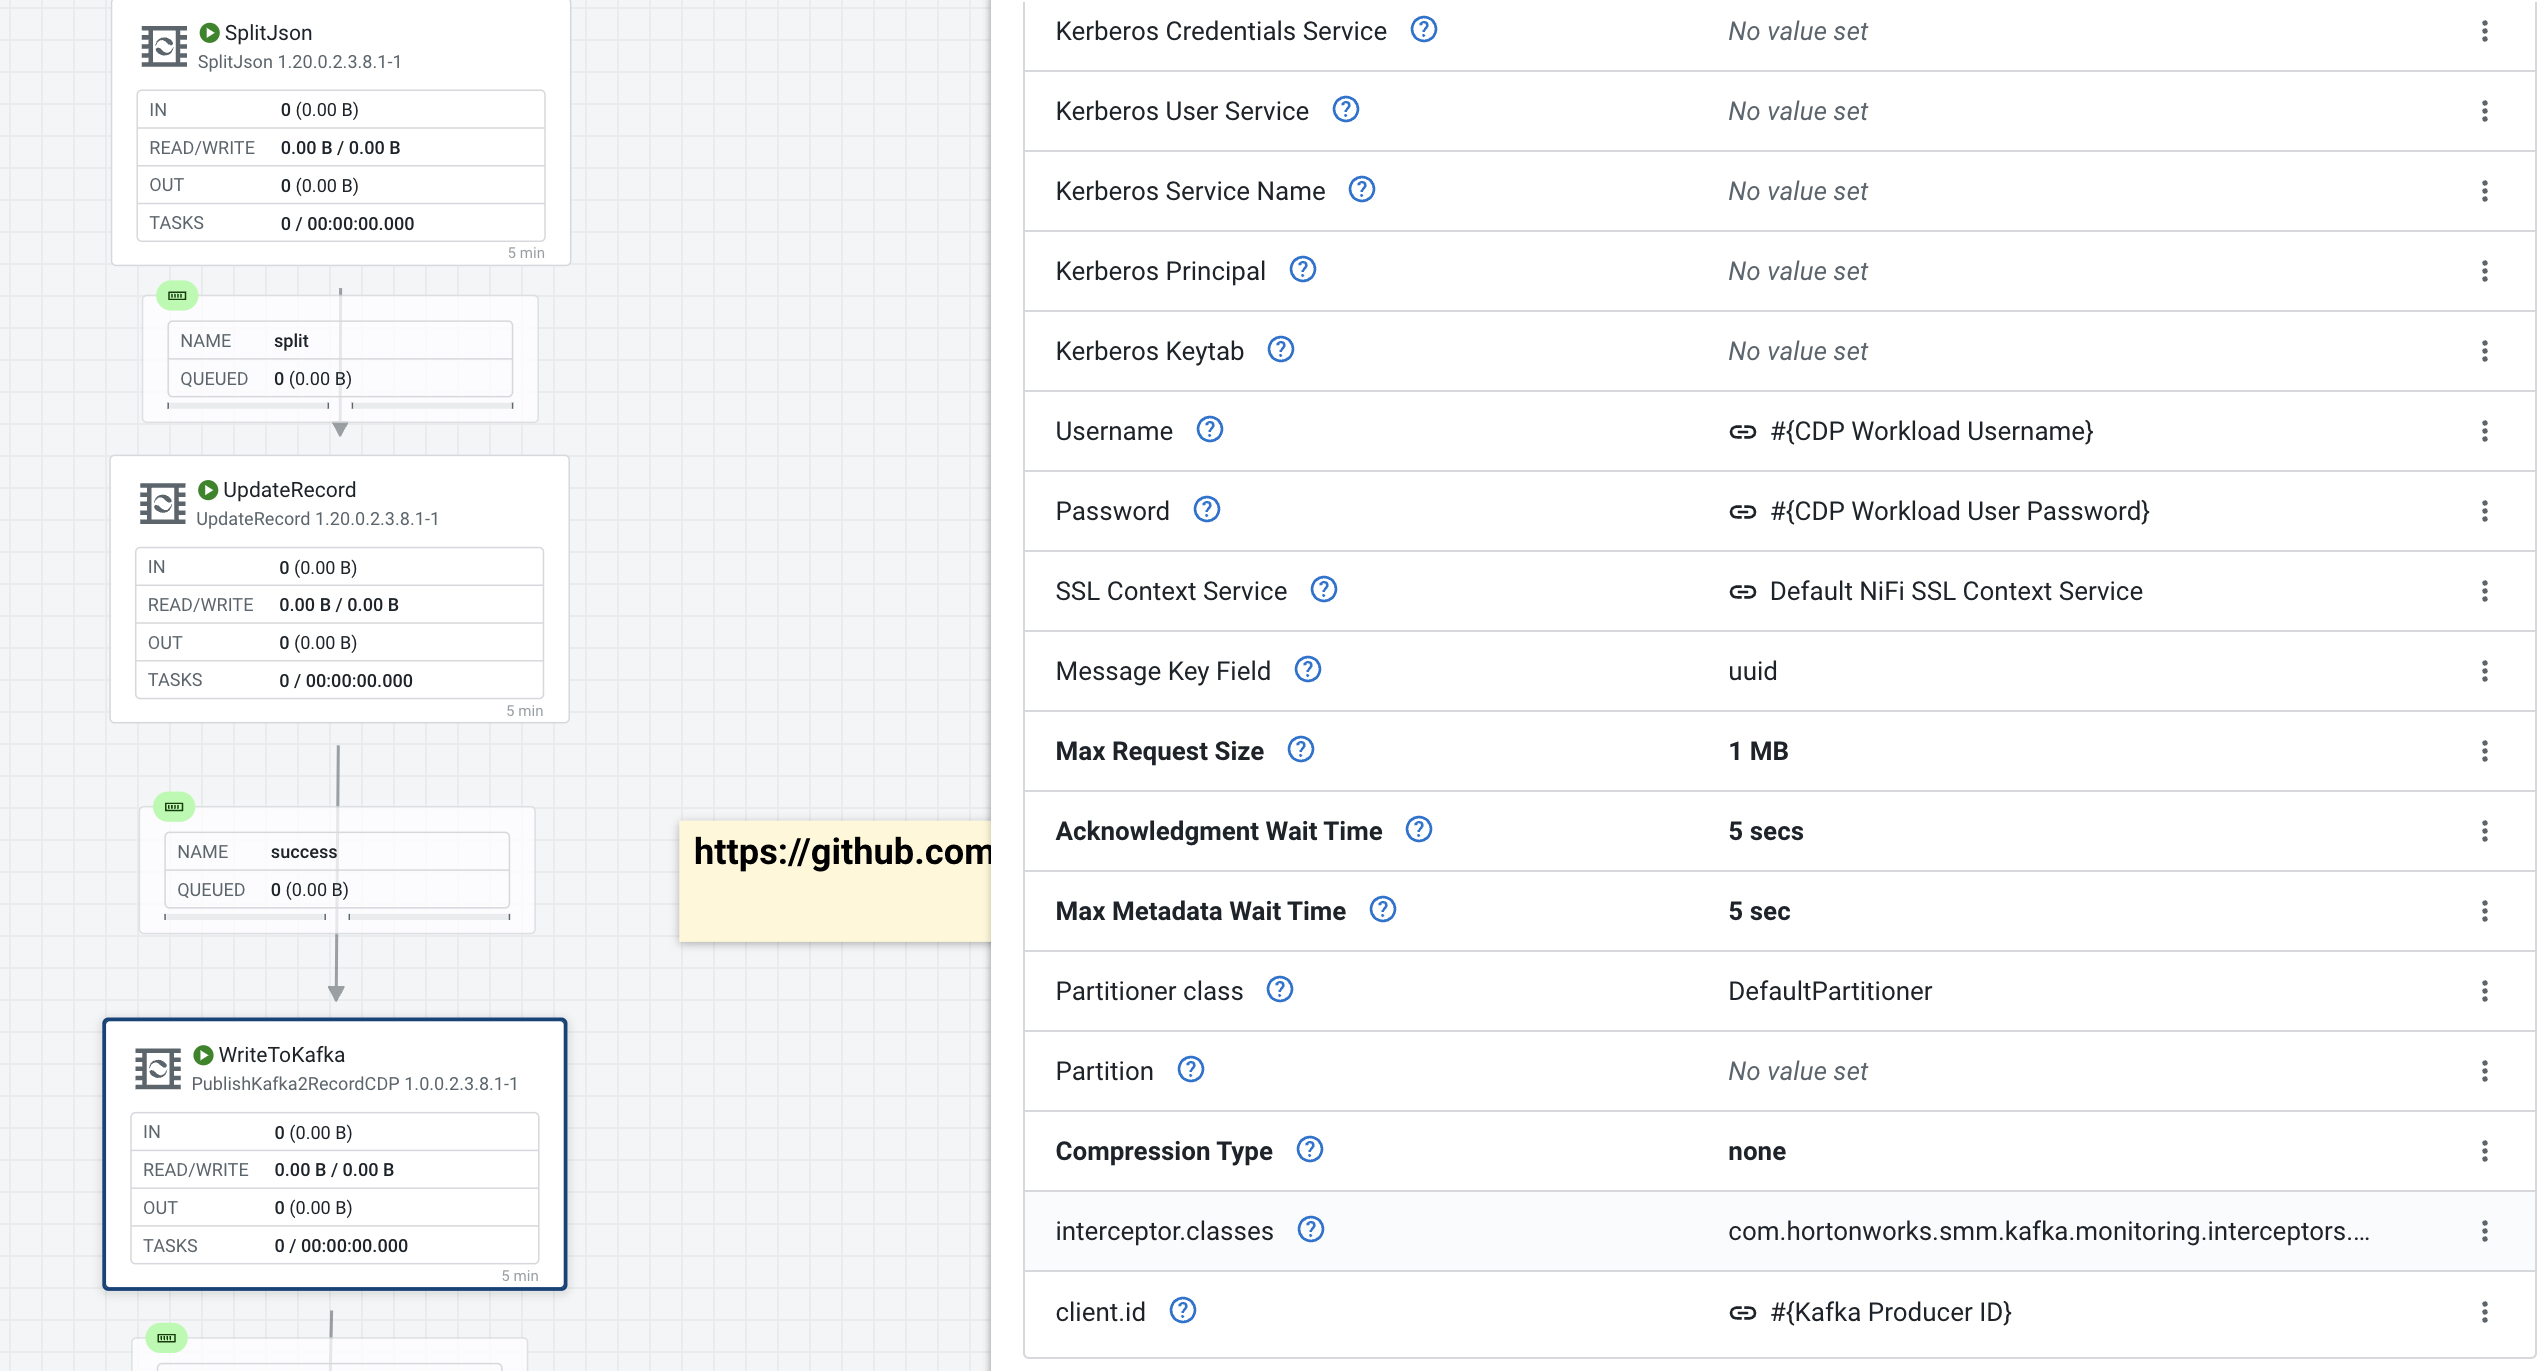 SplitJson
SplitJson 1.20.0.2.3.8.1-1
IN 0 (0.00 B)
READ/WRITE 0.00 B / 0.00 B
OUT 0 (0.00 B)
TASKS 0 / 00:00:00.000
5 min
NAME split
QUEUED 0 (0.00 B)
UpdateRecord
UpdateRecord 1.20.0.2.3.8.1-1
IN 0 (0.00 B)
READ/WRITE 0.00 B / 0.00 B
OUT 0 (0.00 B)
TASKS 0 / 00:00:00.000
5 min
NAME success
QUEUED 0 (0.00 B)
https://github.com
WriteToKafka
PublishKafka2RecordCDP 1.0.0.2.3.8.1-1
IN 0 (0.00 B)
READ/WRITE 0.00 B / 0.00 B
OUT 0 (0.00 B)
TASKS 0 / 00:00:00.000
5 min
Kerberos Credentials Service No value set
Kerberos User Service No value set
Kerberos Service Name No value set
Kerberos Principal No value set
Kerberos Keytab No value set
Username #{CDP Workload Username}
Password #{CDP Workload User Password}
SSL Context Service Default NiFi SSL Context Service
Message Key Field uuid
Max Request Size 1 MB
Acknowledgment Wait Time 5 secs
Max Metadata Wait Time 5 sec
Partitioner class DefaultPartitioner
Partition No value set
Compression Type none
interceptor.classes com.hortonworks.smm.kafka.monitoring.interceptors....
client.id #{Kafka Producer ID}